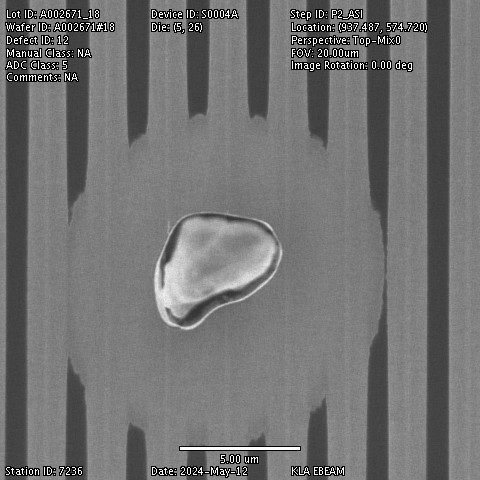 Lot ID: A002671_18
Wafer ID: A002671#18
Defect ID: 12
Manual Class: NA
ADC Class: 5
Comments: NA
Device ID: S0004A
Die: (5, 26)
Step ID: P2_ASI
Location: (937.487, 574.720)
Perspective: Top-Mix0
FOV: 20.00um
Image Rotation: 0.00 deg
5.00 um
Station ID: 7236
Date: 2024-May-12
KLA EBEAM